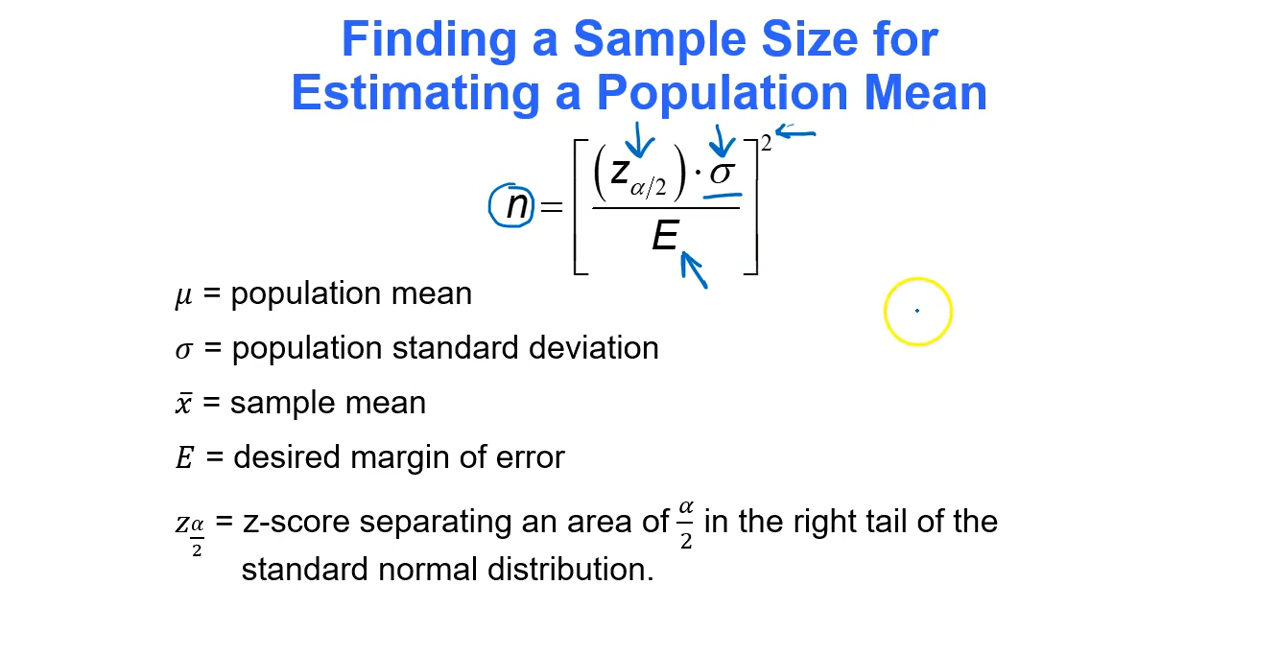 Finding a Sample Size for
Estimating a Population Mean
n = [ (z_{α/2}) · σ / E ]^2
μ = population mean
σ = population standard deviation
x̄ = sample mean
E = desired margin of error
z_{α/2} = z-score separating an area of α/2 in the right tail of the
standard normal distribution.